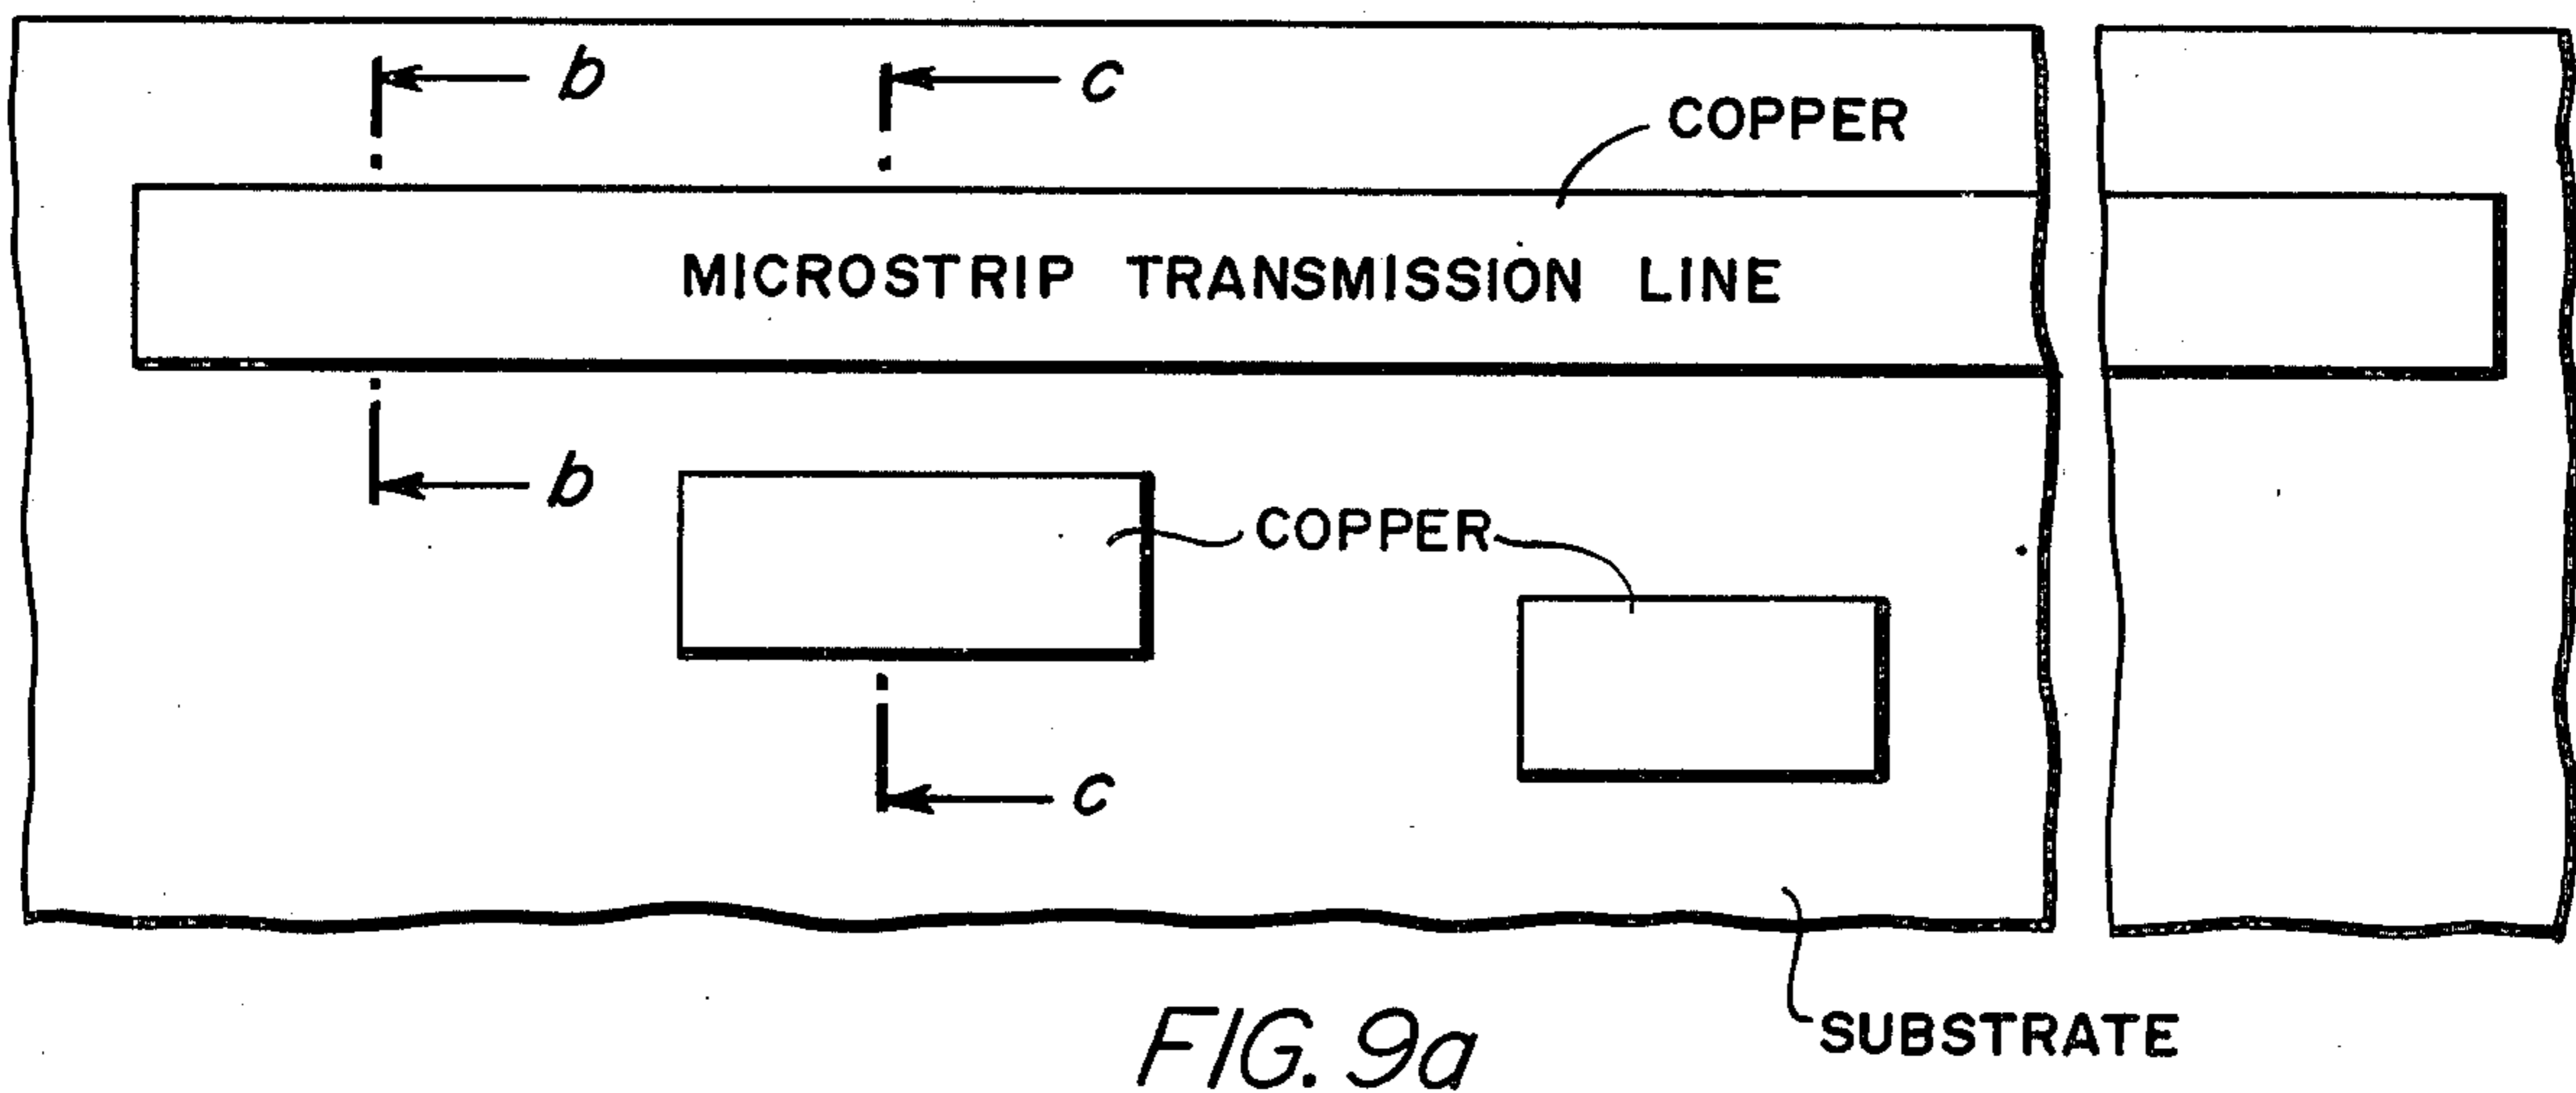 b
c
COPPER
MICROSTRIP TRANSMISSION LINE
b
COPPER
c
SUBSTRATE
FIG. 9a